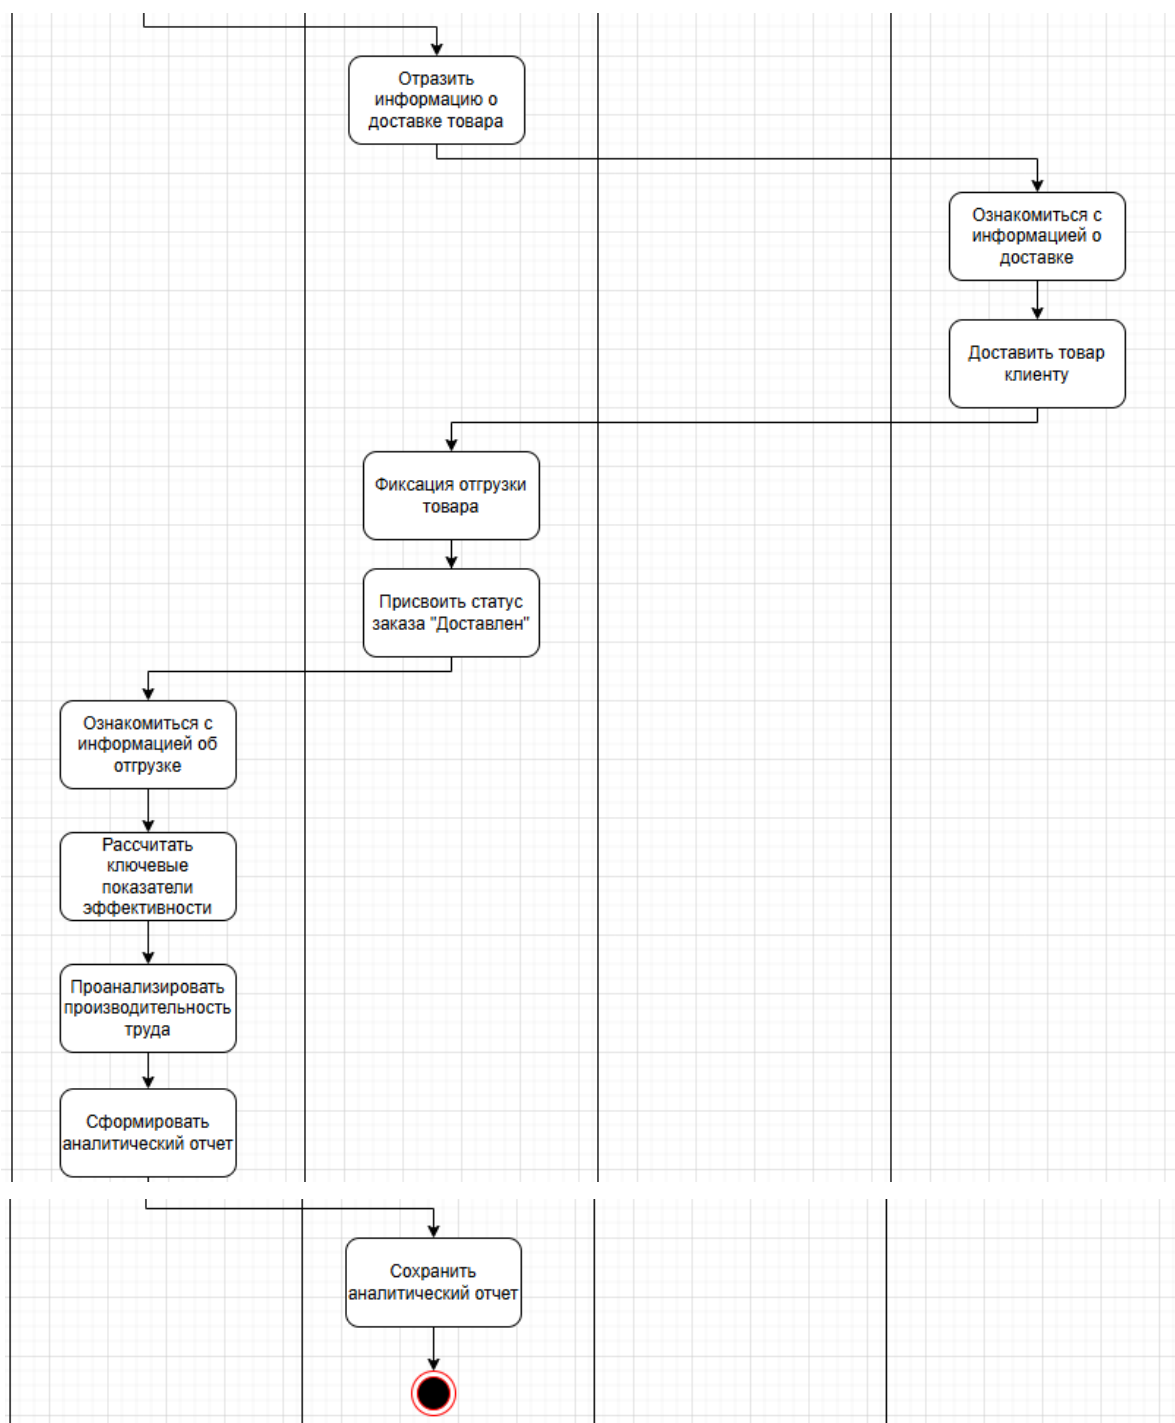 Отразить
информацию о
доставке товара
Ознакомиться с
информацией о
доставке
Доставить товар
клиенту
Фиксация отгрузки
товара
Присвоить статус
заказа "Доставлен"
Ознакомиться с
информацией об
отгрузке
Рассчитать
ключевые
показатели
эффективности
Проанализировать
производительность
труда
Сформировать
аналитический отчет
Сохранить
аналитический отчет